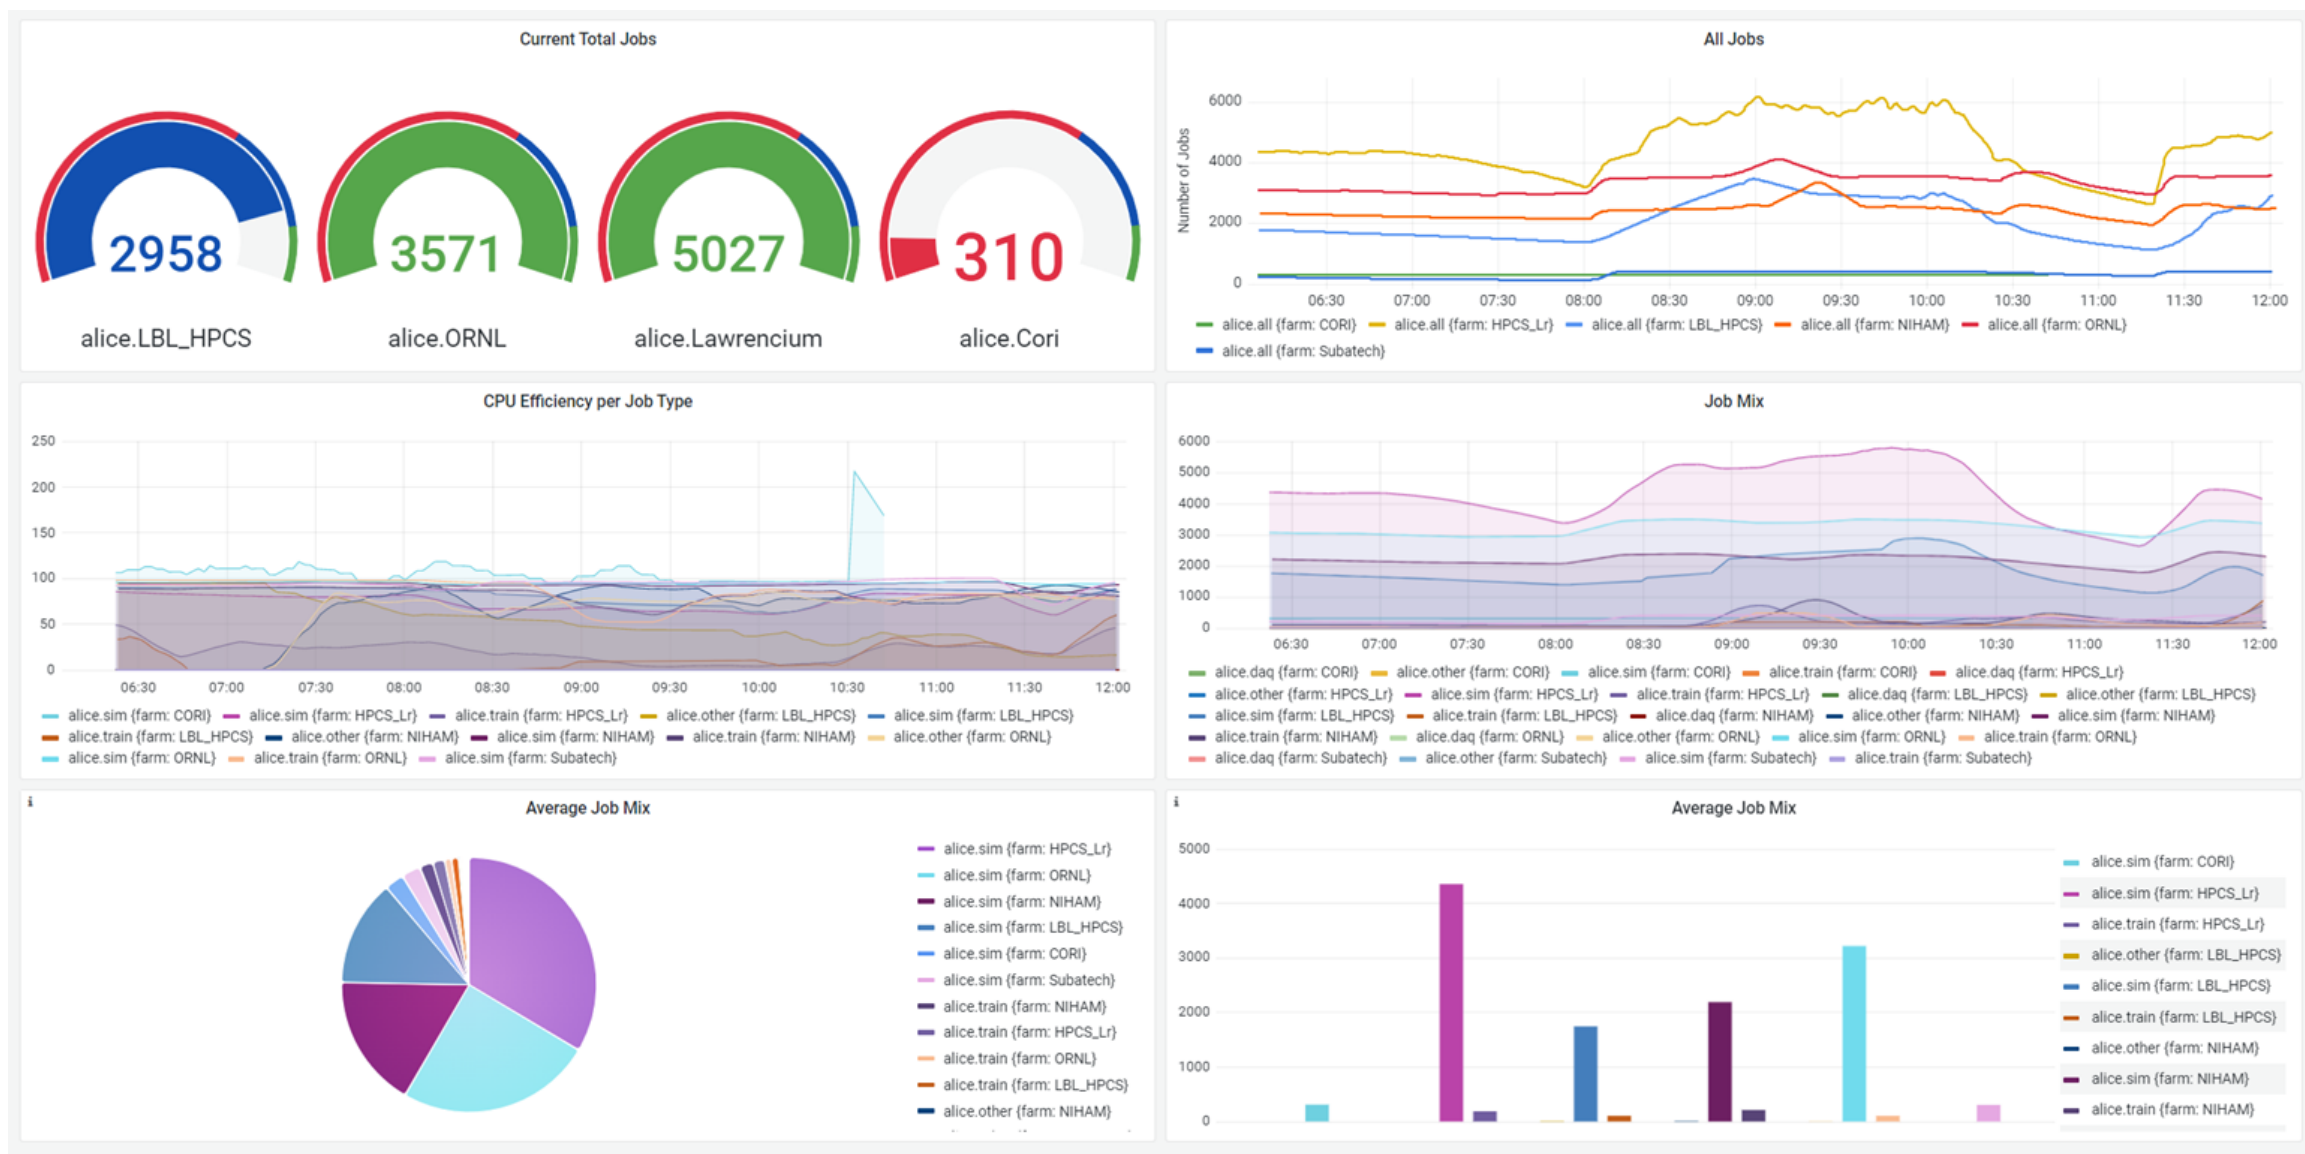 Current Total Jobs
2958
3571
5027
310
alice.LBL_HPCS
alice.ORNL
alice.Lawrencium
alice.Cori
All Jobs
Number of Jobs
6000
4000
2000
0
06:30 07:00 07:30 08:00 08:30 09:00 09:30 10:00 10:30 11:00 11:30 12:00
alice.all {farm: CORI} alice.all {farm: HPCS_Lr} alice.all {farm: LBL_HPCS} alice.all {farm: NIHAM} alice.all {farm: ORNL}
alice.all {farm: Subatech}
CPU Efficiency per Job Type
250
200
150
100
50
0
06:30 07:00 07:30 08:00 08:30 09:00 09:30 10:00 10:30 11:00 11:30 12:00
alice.sim {farm: CORI} alice.sim {farm: HPCS_Lr} alice.train {farm: HPCS_Lr} alice.other {farm: LBL_HPCS} alice.sim {farm: LBL_HPCS}
alice.train {farm: LBL_HPCS} alice.other {farm: NIHAM} alice.sim {farm: NIHAM} alice.train {farm: NIHAM} alice.other {farm: ORNL}
alice.sim {farm: ORNL} alice.train {farm: ORNL} alice.sim {farm: Subatech}
Job Mix
6000
5000
4000
3000
2000
1000
0
06:30 07:00 07:30 08:00 08:30 09:00 09:30 10:00 10:30 11:00 11:30 12:00
alice.daq {farm: CORI} alice.other {farm: CORI} alice.sim {farm: CORI} alice.train {farm: CORI} alice.daq {farm: HPCS_Lr}
alice.other {farm: HPCS_Lr} alice.sim {farm: HPCS_Lr} alice.train {farm: HPCS_Lr} alice.daq {farm: LBL_HPCS} alice.other {farm: LBL_HPCS}
alice.sim {farm: LBL_HPCS} alice.train {farm: LBL_HPCS} alice.daq {farm: NIHAM} alice.other {farm: NIHAM} alice.sim {farm: NIHAM}
alice.train {farm: NIHAM} alice.daq {farm: ORNL} alice.other {farm: ORNL} alice.sim {farm: ORNL} alice.train {farm: ORNL}
alice.daq {farm: Subatech} alice.other {farm: Subatech} alice.sim {farm: Subatech} alice.train {farm: Subatech}
i
Average Job Mix
alice.sim {farm: HPCS_Lr}
alice.sim {farm: ORNL}
alice.sim {farm: NIHAM}
alice.sim {farm: LBL_HPCS}
alice.sim {farm: CORI}
alice.sim {farm: Subatech}
alice.train {farm: NIHAM}
alice.train {farm: HPCS_Lr}
alice.train {farm: ORNL}
alice.train {farm: LBL_HPCS}
alice.other {farm: NIHAM}
i
Average Job Mix
5000
4000
3000
2000
1000
0
alice.sim {farm: CORI}
alice.sim {farm: HPCS_Lr}
alice.train {farm: HPCS_Lr}
alice.other {farm: LBL_HPCS}
alice.sim {farm: LBL_HPCS}
alice.train {farm: LBL_HPCS}
alice.other {farm: NIHAM}
alice.sim {farm: NIHAM}
alice.train {farm: NIHAM}